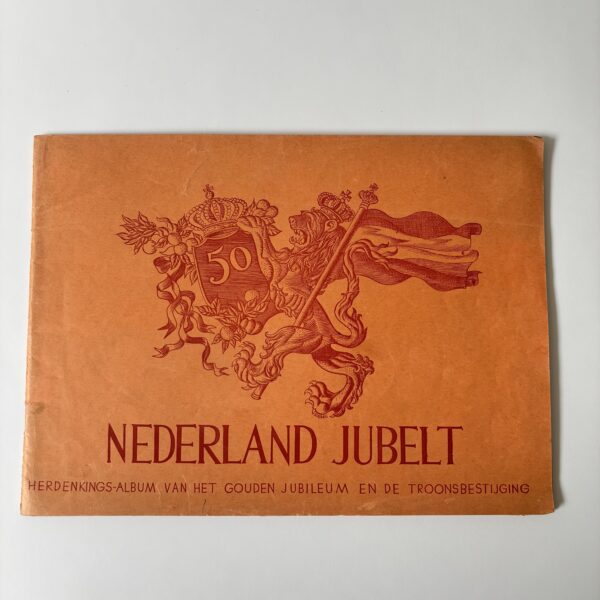 50
NEDERLAND JUBELT
HERDENKINGS-ALBUM VAN HET GOUDEN JUBILEUM EN DE TROONSBESTIJGING